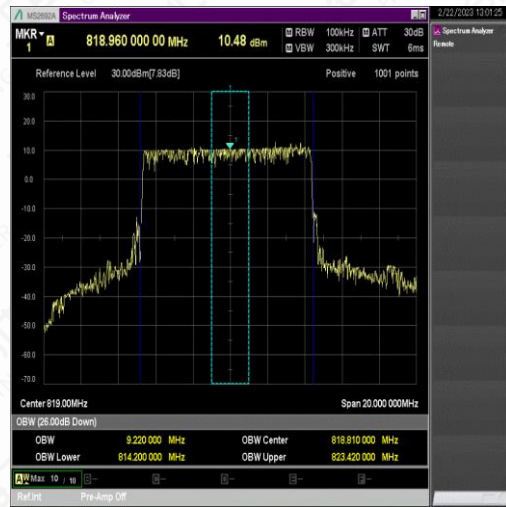 MS2692A Spectrum Analyzer
2/22/2023 13:01:25
MKR 1 A 818.960 000 00 MHz 10.48 dBm
M RBW 100kHz M ATT 30dB
M VBW 300kHz SWT 6ms
Spectrum Analyzer
Remote
Reference Level 30.00dBm[7.83dB] Positive 1001 points
30.0
20.0
10.0
0.0
-10.0
-20.0
-30.0
-40.0
-50.0
-60.0
-70.0
1
Center 819.00MHz Span 20.000 000MHz
OBW (26.00dB Down)
OBW 9.220 000 MHz OBW Center 818.810 000 MHz
OBW Lower 814.200 000 MHz OBW Upper 823.420 000 MHz
A W Max 10 / 10
Ref.Int Pre-Amp Off